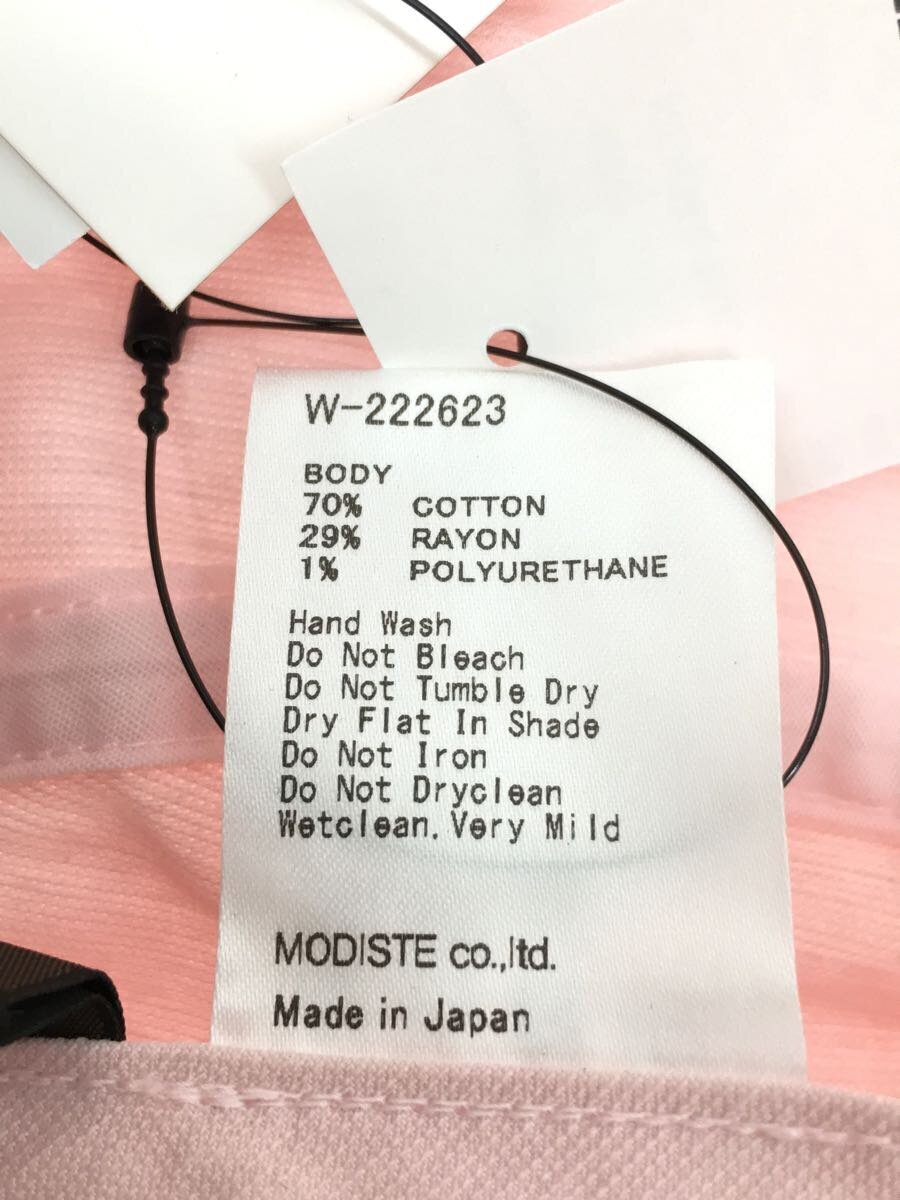 W-222623
BODY
70% COTTON
29% RAYON
1% POLYURETHANE
Hand Wash
Do Not Bleach
Do Not Tumble Dry
Dry Flat In Shade
Do Not Iron
Do Not Dryclean
Wetclean. Very Mild
MODISTE co.,ltd.
Made in Japan